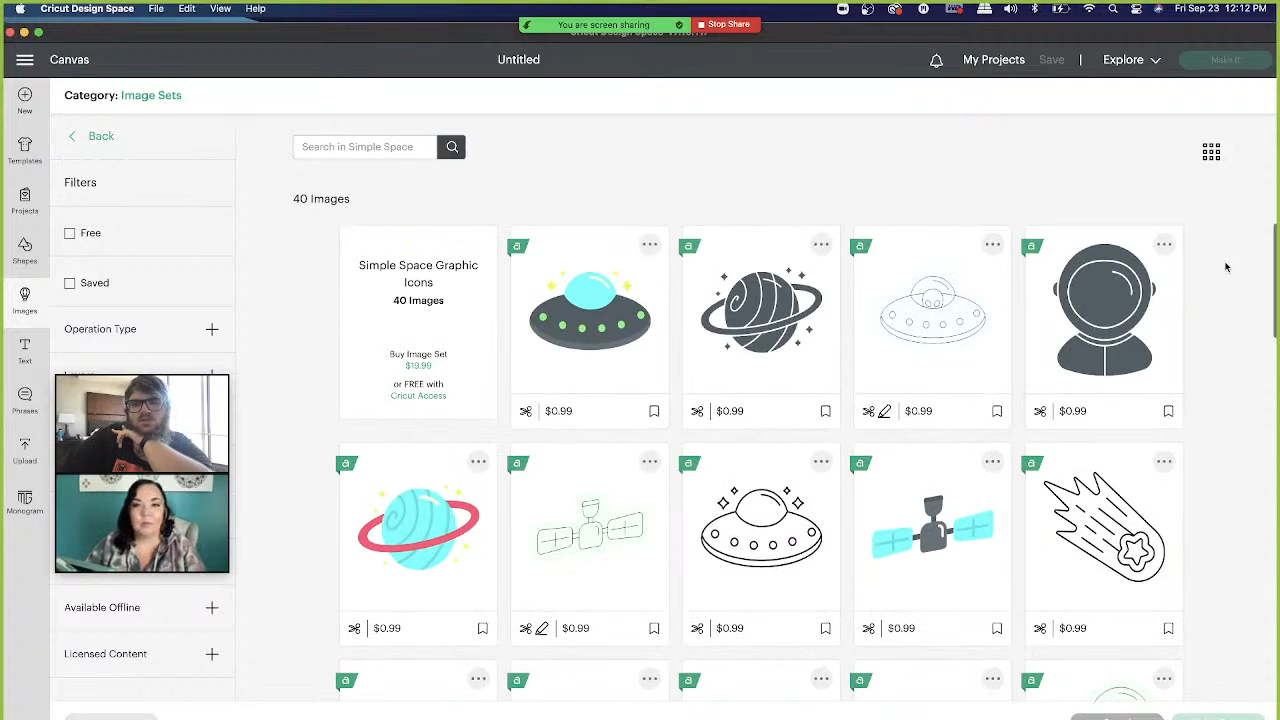 Cricut Design Space File Edit View Help
Fri Sep 23 12:12 PM
You are screen sharing Stop Share
Canvas Untitled My Projects Save | Explore Make It
Category: Image Sets
New
Templates
Projects
Shapes
Images
Text
Phrases
Upload
Monogram
Back
Filters
Free
Saved
Operation Type
Available Offline
Licensed Content
Search in Simple Space
40 Images
Simple Space Graphic
Icons
40 Images
Buy Image Set
$19.99
or FREE with
Cricut Access
a
$0.99
a
$0.99
a
$0.99
a
$0.99
a
$0.99
a
$0.99
a
$0.99
a
$0.99
a
$0.99
a
a
a
a
a